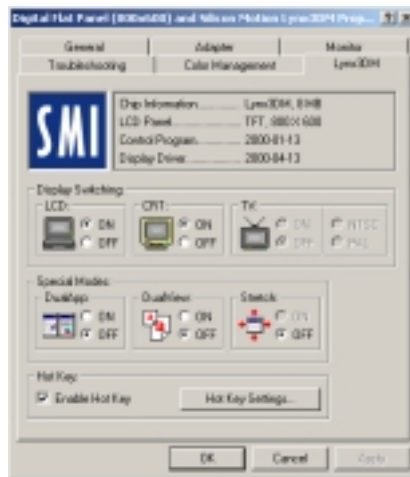 Digital Flat Panel (800x600) and Silicon Motion Lynx3DM Prop... ? X
General Adapter Monitor
Troubleshooting Color Management Lynx3DM
SMI
Chip Information............ Lynx3DM, 8 MB
LCD Panel.................... TFT, 800 X 600
Control Program............ 2000-01-13
Display Driver................ 2000-04-13
Display Switching
LCD: CRT: TV:
ON ON ON NTSC
OFF OFF OFF PAL
Special Modes
DualApp: DualView: Stretch:
ON ON ON
OFF OFF OFF
Hot Key:
Enable Hot Key Hot Key Settings...
OK Cancel Apply